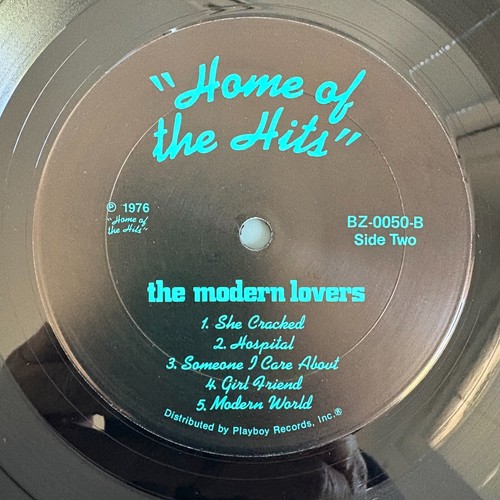 "Home of
the Hits"
℗ 1976
"Home of
the Hits"
BZ-0050-B
Side Two
the modern lovers
1. She Cracked
2. Hospital
3. Someone I Care About
4. Girl Friend
5. Modern World
Distributed by Playboy Records, Inc.®